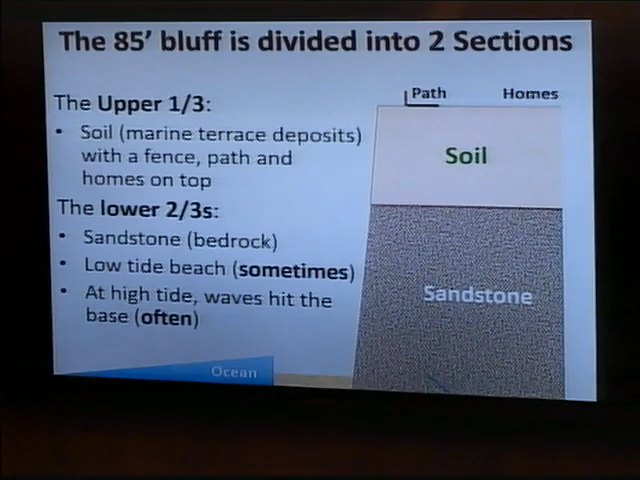 The 85' bluff is divided into 2 Sections
The Upper 1/3:
• Soil (marine terrace deposits)
with a fence, path and
homes on top
The lower 2/3s:
• Sandstone (bedrock)
• Low tide beach (sometimes)
• At high tide, waves hit the
base (often)
Path
Homes
Soil
Sandstone
Ocean